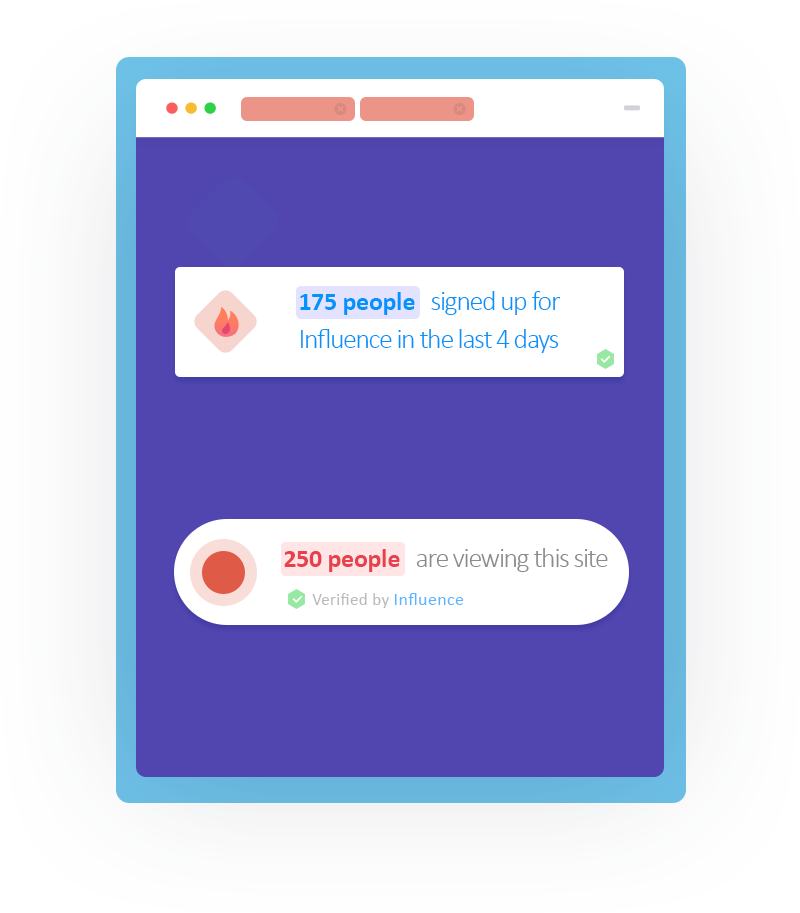 175 people signed up for
Influence in the last 4 days
250 people are viewing this site
Verified by Influence